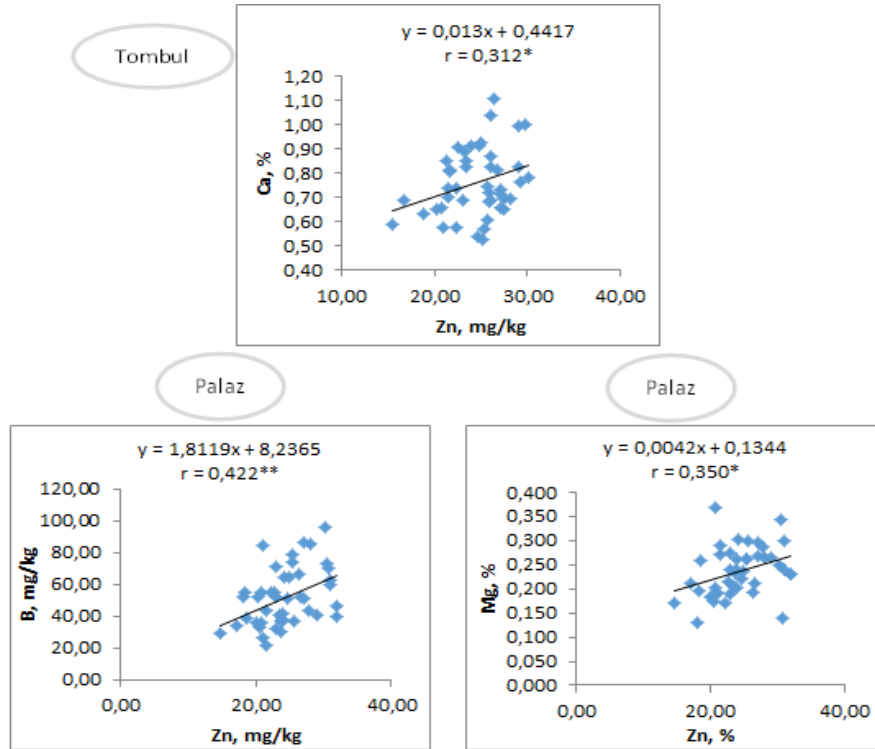 Tombul
y = 0,013x + 0,4417
r = 0,312*
Ca, %
1,20
1,10
1,00
0,90
0,80
0,70
0,60
0,50
0,40
10,00 20,00 30,00 40,00
Zn, mg/kg
Palaz
y = 1,8119x + 8,2365
r = 0,422**
B, mg/kg
120,00
100,00
80,00
60,00
40,00
20,00
0,00
0,00 20,00 40,00
Zn, mg/kg
Palaz
y = 0,0042x + 0,1344
r = 0,350*
Mg, %
0,400
0,350
0,300
0,250
0,200
0,150
0,100
0,050
0,000
0,00 20,00 40,00
Zn, %